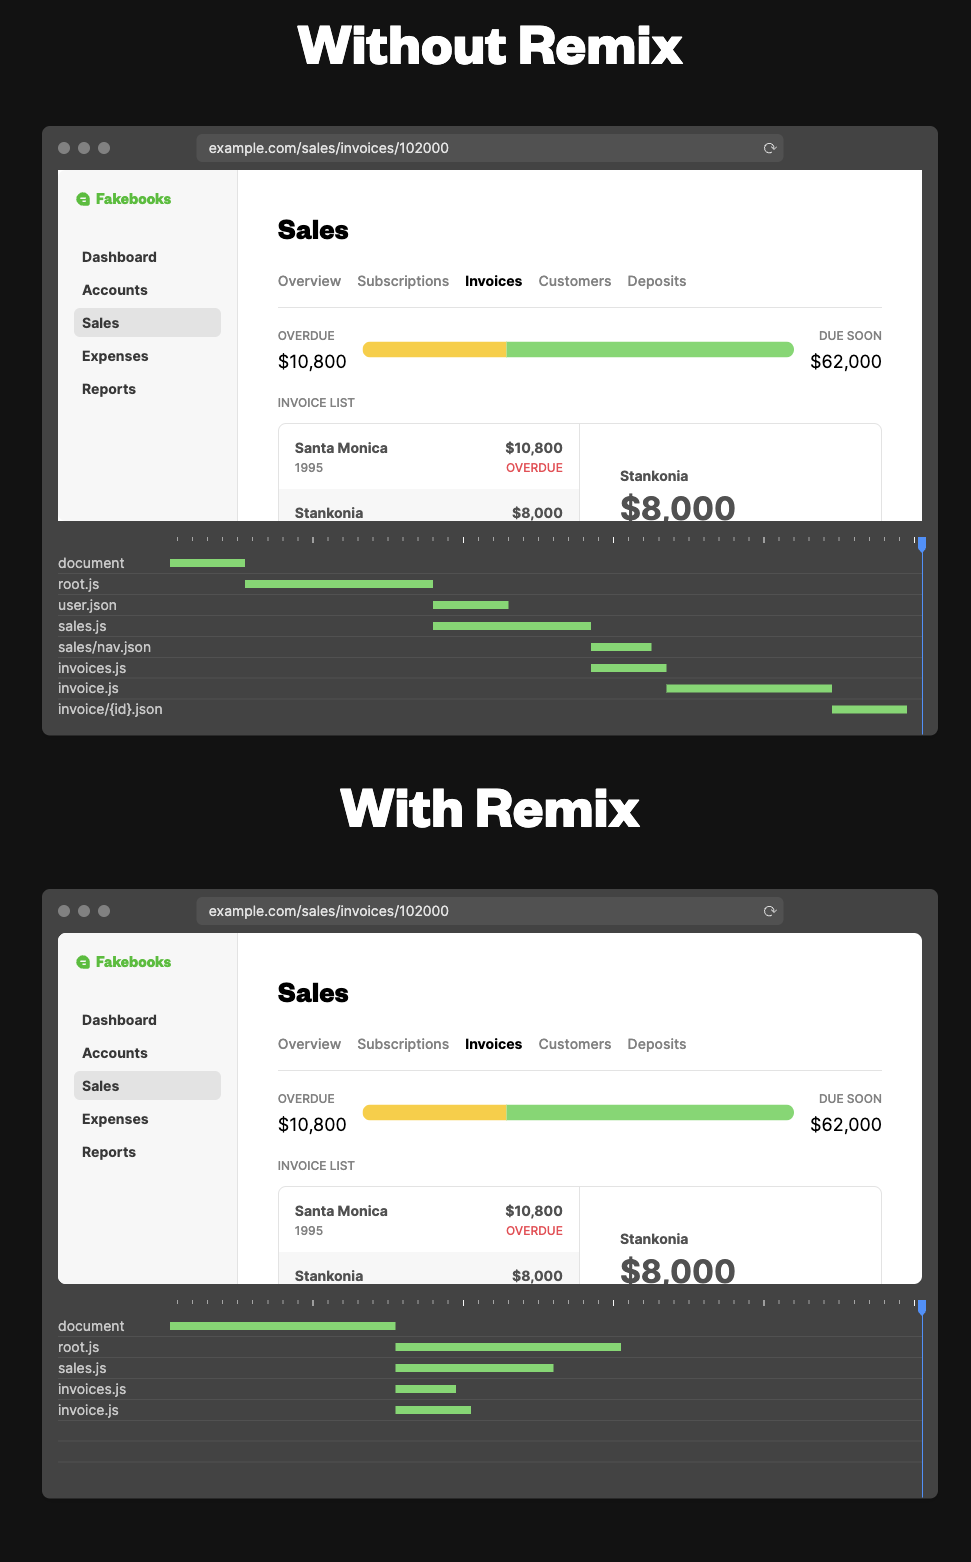 Without Remix
example.com/sales/invoices/102000
Fakebooks
Dashboard
Accounts
Sales
Expenses
Reports
Sales
Overview Subscriptions Invoices Customers Deposits
OVERDUE DUE SOON
$10,800 $62,000
INVOICE LIST
Santa Monica $10,800
1995 OVERDUE
Stankonia $8,000
Stankonia
$8,000
document
root.js
user.json
sales.js
sales/nav.json
invoices.js
invoice.js
invoice/{id}.json
With Remix
example.com/sales/invoices/102000
Fakebooks
Dashboard
Accounts
Sales
Expenses
Reports
Sales
Overview Subscriptions Invoices Customers Deposits
OVERDUE DUE SOON
$10,800 $62,000
INVOICE LIST
Santa Monica $10,800
1995 OVERDUE
Stankonia $8,000
Stankonia
$8,000
document
root.js
sales.js
invoices.js
invoice.js